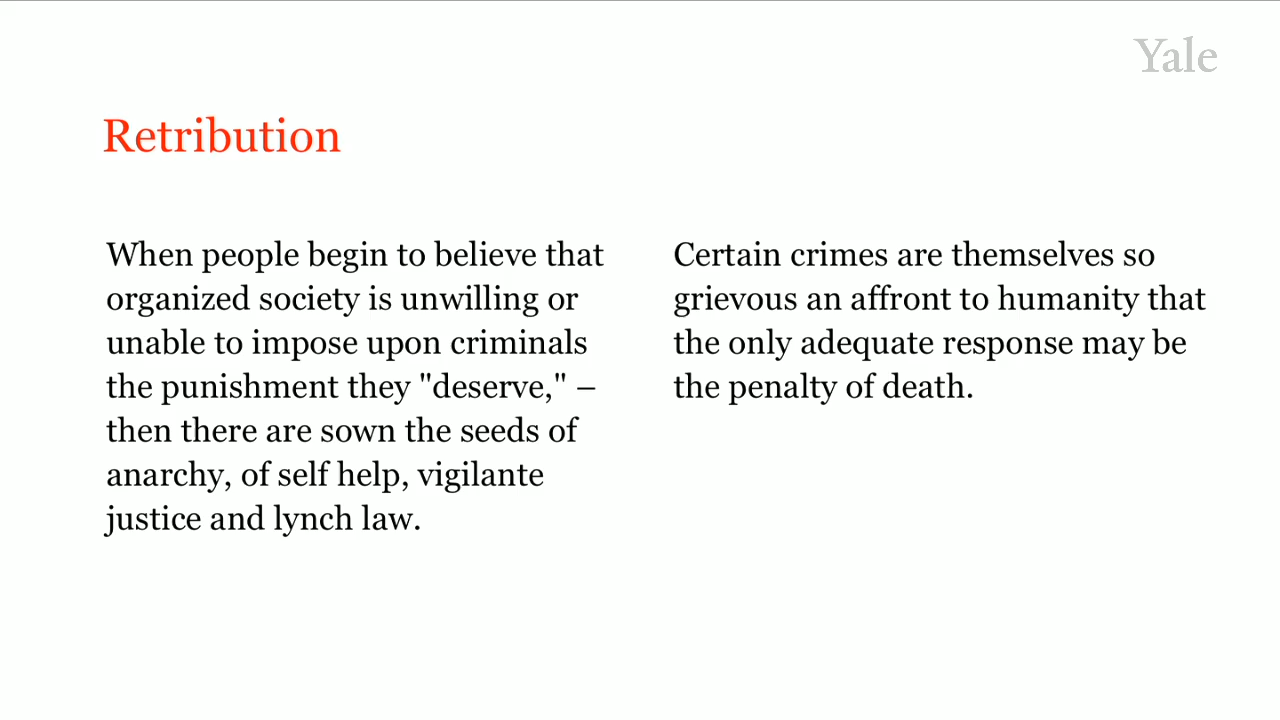 Yale
Retribution
When people begin to believe that
organized society is unwilling or
unable to impose upon criminals
the punishment they "deserve," –
then there are sown the seeds of
anarchy, of self help, vigilante
justice and lynch law.
Certain crimes are themselves so
grievous an affront to humanity that
the only adequate response may be
the penalty of death.